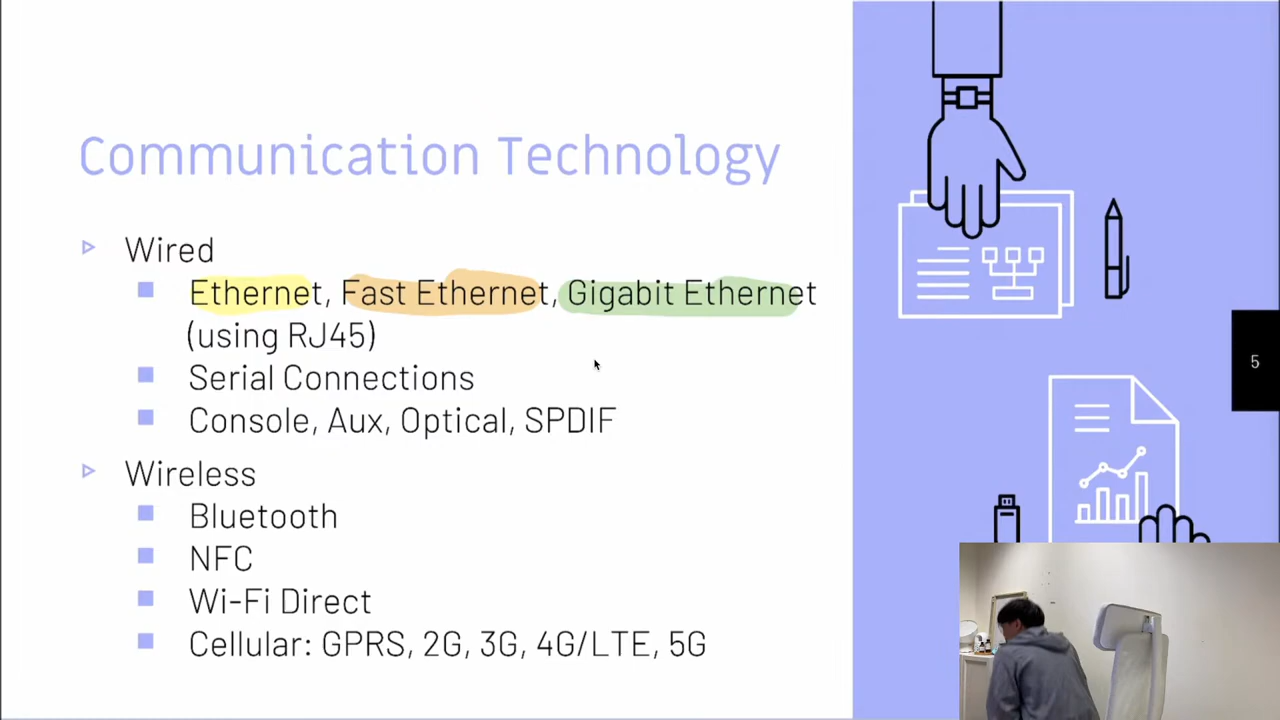 Communication Technology
Wired
Ethernet, Fast Ethernet, Gigabit Ethernet
(using RJ45)
Serial Connections
Console, Aux, Optical, SPDIF
Wireless
Bluetooth
NFC
Wi-Fi Direct
Cellular: GPRS, 2G, 3G, 4G/LTE, 5G
5